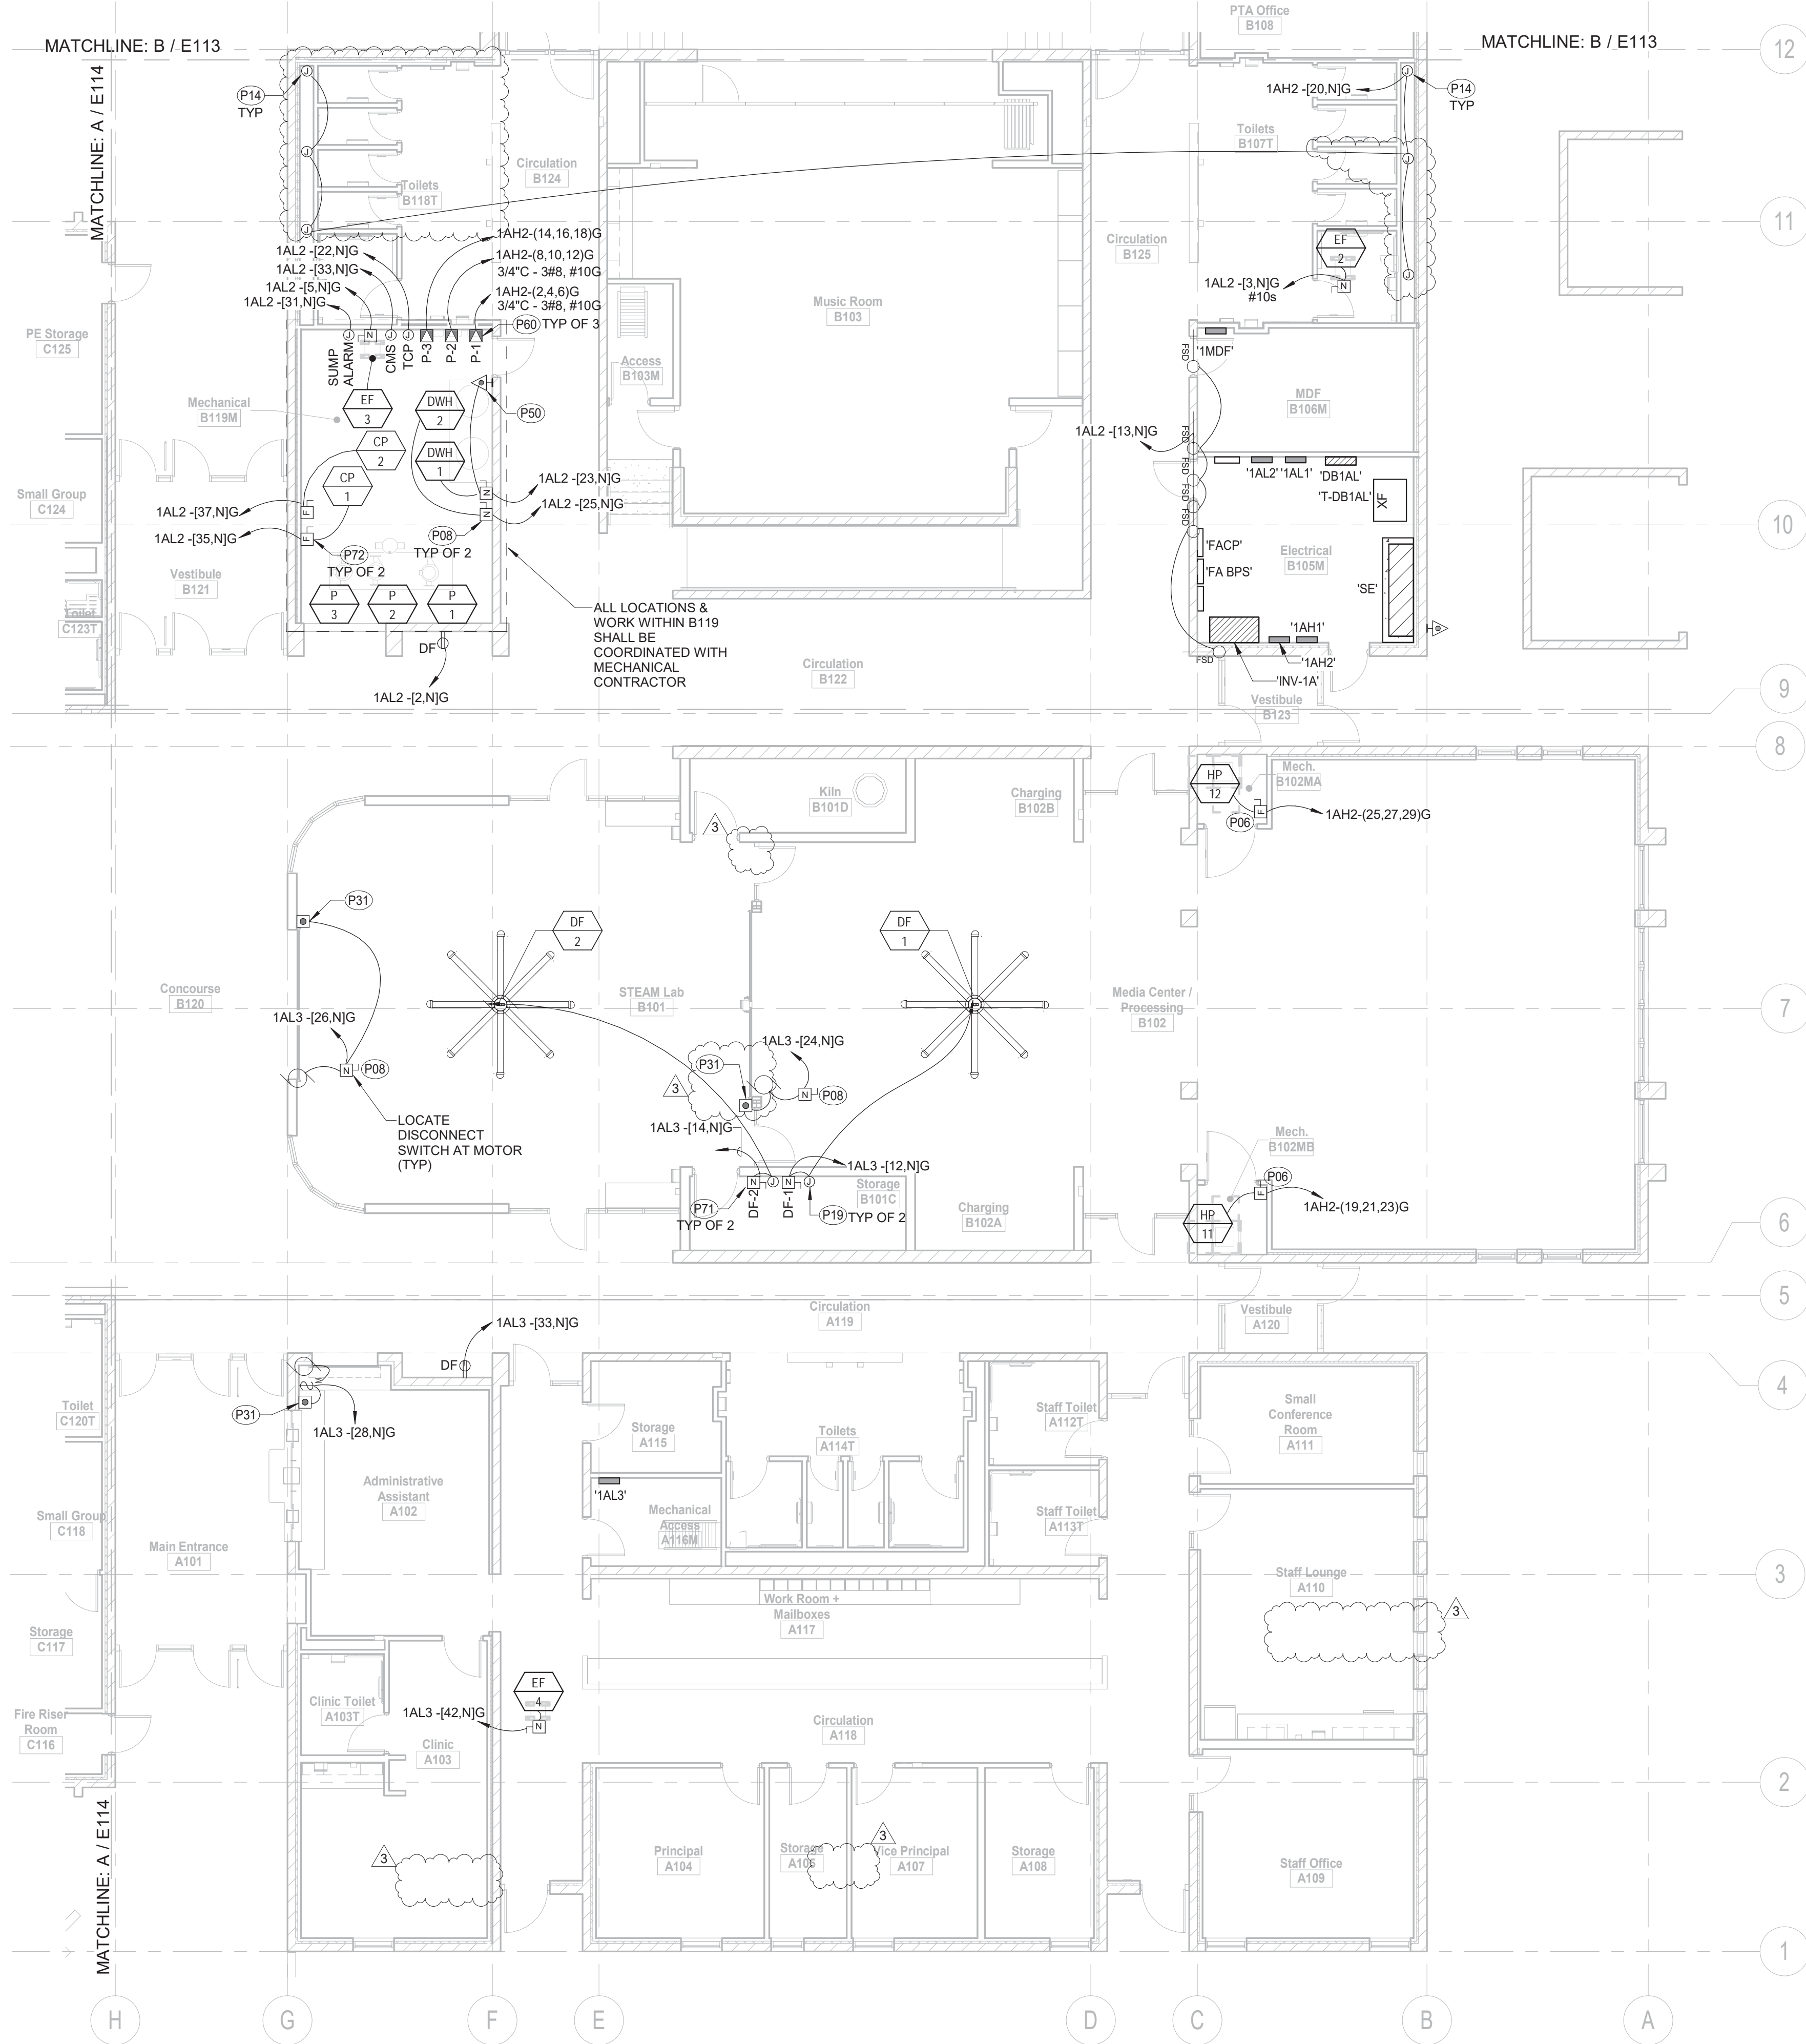 PTA Office
B108
MATCHLINE: B / E113
MATCHLINE: B / E113
12
MATCHLINE: A / E114
P14
TYP
J
J
J
Toilets
B118T
Circulation
B124
1AH2 -[20,N]G
J
J
J
P14
TYP
Toilets
B107T
Circulation
B125
11
EF
2
1AL2 -[3,N]G
#10s
N
1AL2 -[22,N]G
1AL2 -[33,N]G
1AL2 -[5,N]G
1AL2 -[31,N]G
1AH2-(14,16,18)G
1AH2-(8,10,12)G
3/4"C - 3#8, #10G
1AH2-(2,4,6)G
3/4"C - 3#8, #10G
P60 TYP OF 3
J
N
J
J
SUMP
ALARM
CMS
TCP
P-3
P-2
P-1
PE Storage
C125
Mechanical
B119M
EF
3
DWH
2
P50
CP
2
DWH
1
CP
1
Music Room
B103
Access
B103M
FSD
'1MDF'
MDF
B106M
1AL2 -[13,N]G
FSD
FSD
FSD
FSD
'1AL2'
'1AL1'
'DB1AL'
'T-DB1AL'
XF
Small Group
C124
1AL2 -[37,N]G
F
1AL2 -[35,N]G
F
P72
TYP OF 2
N
N
1AL2 -[23,N]G
1AL2 -[25,N]G
P08
TYP OF 2
10
'FACP'
'FA BPS'
Electrical
B105M
'SE'
Vestibule
B121
Toilet
C123T
P
3
P
2
P
1
DF
1AL2 -[2,N]G
ALL LOCATIONS &
WORK WITHIN B119
SHALL BE
COORDINATED WITH
MECHANICAL
CONTRACTOR
'1AH1'
'1AH2'
'INV-1A'
FSD
Circulation
B122
Vestibule
B123
9
8
Kiln
B101D
Charging
B102B
HP
12
Mech.
B102MA
F
P06
1AH2-(25,27,29)G
3
P31
DF
2
DF
1
Concourse
B120
STEAM Lab
B101
Media Center /
Processing
B102
7
1AL3 -[26,N]G
N
P08
LOCATE
DISCONNECT
SWITCH AT MOTOR
(TYP)
1AL3 -[24,N]G
P31
3
N
P08
1AL3 -[14,N]G
1AL3 -[12,N]G
N
J
N
J
P71
TYP OF 2
DF-2
DF-1
P19 TYP OF 2
Storage
B101C
Charging
B102A
Mech.
B102MB
P06
F
1AH2-(19,21,23)G
HP
11
6
5
Circulation
A119
Vestibule
A120
1AL3 -[33,N]G
DF
4
P31
1AL3 -[28,N]G
Toilet
C120T
Storage
A115
Toilets
A114T
Staff Toilet
A112T
Small
Conference
Room
A111
Administrative
Assistant
A102
'1AL3'
Mechanical
Access
A116M
Staff Toilet
A113T
Small Group
C118
Main Entrance
A101
3
Staff Lounge
A110
3
Work Room +
Mailboxes
A117
Storage
C117
Clinic Toilet
A103T
EF
4
1AL3 -[42,N]G
N
Fire Riser
Room
C116
Clinic
A103
Circulation
A118
2
MATCHLINE: A / E114
3
3
Principal
A104
Storage
Vice Principal
A107
Storage
A108
Staff Office
A109
1
H
G
F
E
D
C
B
A